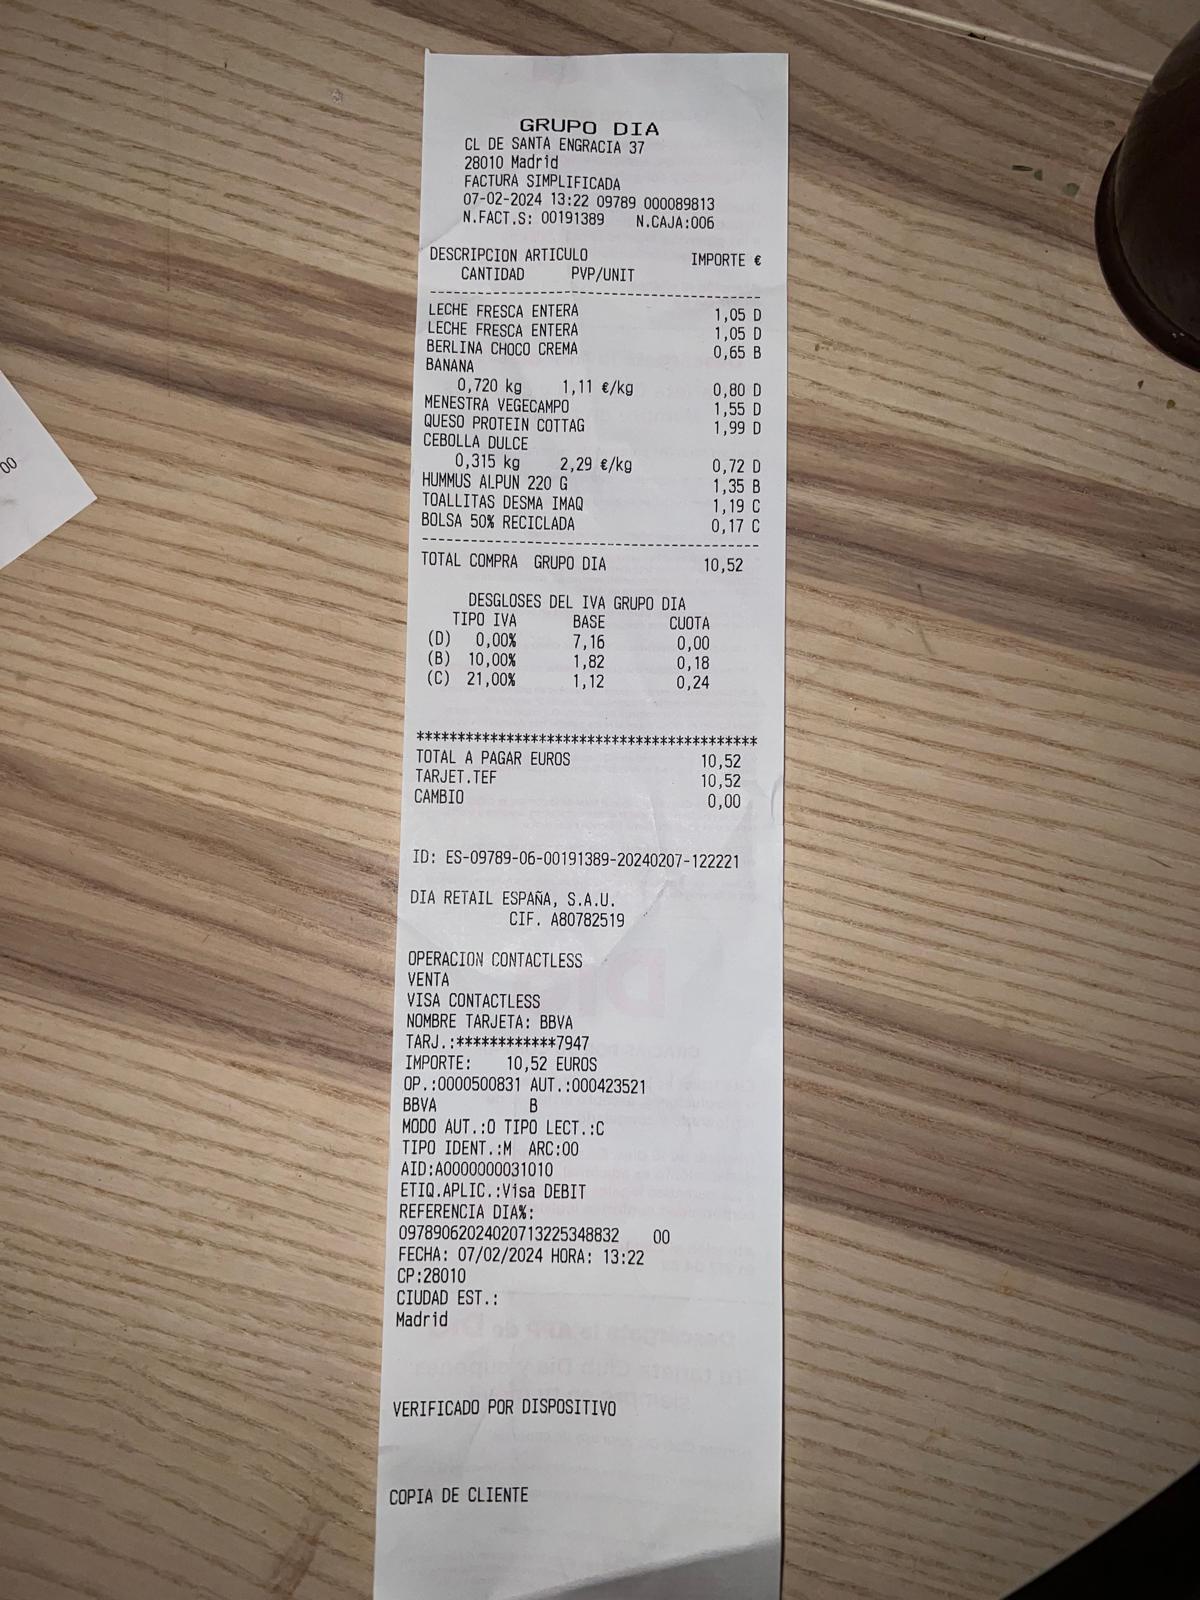 GRUPO DIA
CL DE SANTA ENGRACIA 37
28010 Madrid
FACTURA SIMPLIFICADA
07-02-2024 13:22 09789 000089813
N.FACT.S: 00191389 N.CAJA:006
DESCRIPCION ARTICULO IMPORTE €
CANTIDAD PVP/UNIT
-----------------------------------------
LECHE FRESCA ENTERA 1,05 D
LECHE FRESCA ENTERA 1,05 D
BERLINA CHOCO CREMA 0,65 B
BANANA
0,720 kg 1,11 €/kg 0,80 D
MENESTRA VEGECAMPO 1,55 D
QUESO PROTEIN COTTAG 1,99 D
CEBOLLA DULCE
0,315 kg 2,29 €/kg 0,72 D
HUMMUS ALPUN 220 G 1,35 B
TOALLITAS DESMA IMAQ 1,19 C
BOLSA 50% RECICLADA 0,17 C
-----------------------------------------
TOTAL COMPRA GRUPO DIA 10,52
DESGLOSES DEL IVA GRUPO DIA
TIPO IVA BASE CUOTA
(D) 0,00% 7,16 0,00
(B) 10,00% 1,82 0,18
(C) 21,00% 1,12 0,24
*****************************************
TOTAL A PAGAR EUROS 10,52
TARJET.TEF 10,52
CAMBIO 0,00
ID: ES-09789-06-00191389-20240207-122221
DIA RETAIL ESPAÑA, S.A.U.
CIF. A80782519
OPERACION CONTACTLESS
VENTA
VISA CONTACTLESS
NOMBRE TARJETA: BBVA
TARJ.:************7947
IMPORTE: 10,52 EUROS
OP.:0000500831 AUT.:000423521
BBVA B
MODO AUT.:O TIPO LECT.:C
TIPO IDENT.:M ARC:00
AID:A0000000031010
ETIQ.APLIC.:Visa DEBIT
REFERENCIA DIA%:
09789062024020713225348832 00
FECHA: 07/02/2024 HORA: 13:22
CP:28010
CIUDAD EST.:
Madrid
VERIFICADO POR DISPOSITIVO
COPIA DE CLIENTE
00